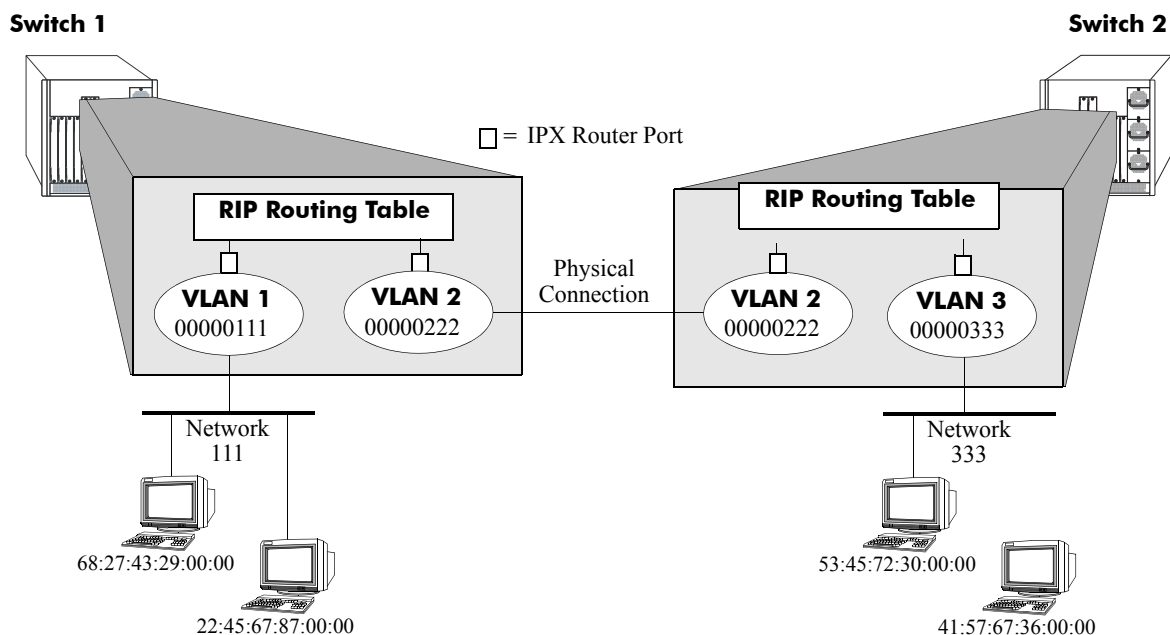 Switch 1
Switch 2
= IPX Router Port
RIP Routing Table
RIP Routing Table
Physical
Connection
VLAN 1
00000111
VLAN 2
00000222
VLAN 2
00000222
VLAN 3
00000333
Network
111
Network
333
68:27:43:29:00:00
22:45:67:87:00:00
53:45:72:30:00:00
41:57:67:36:00:00